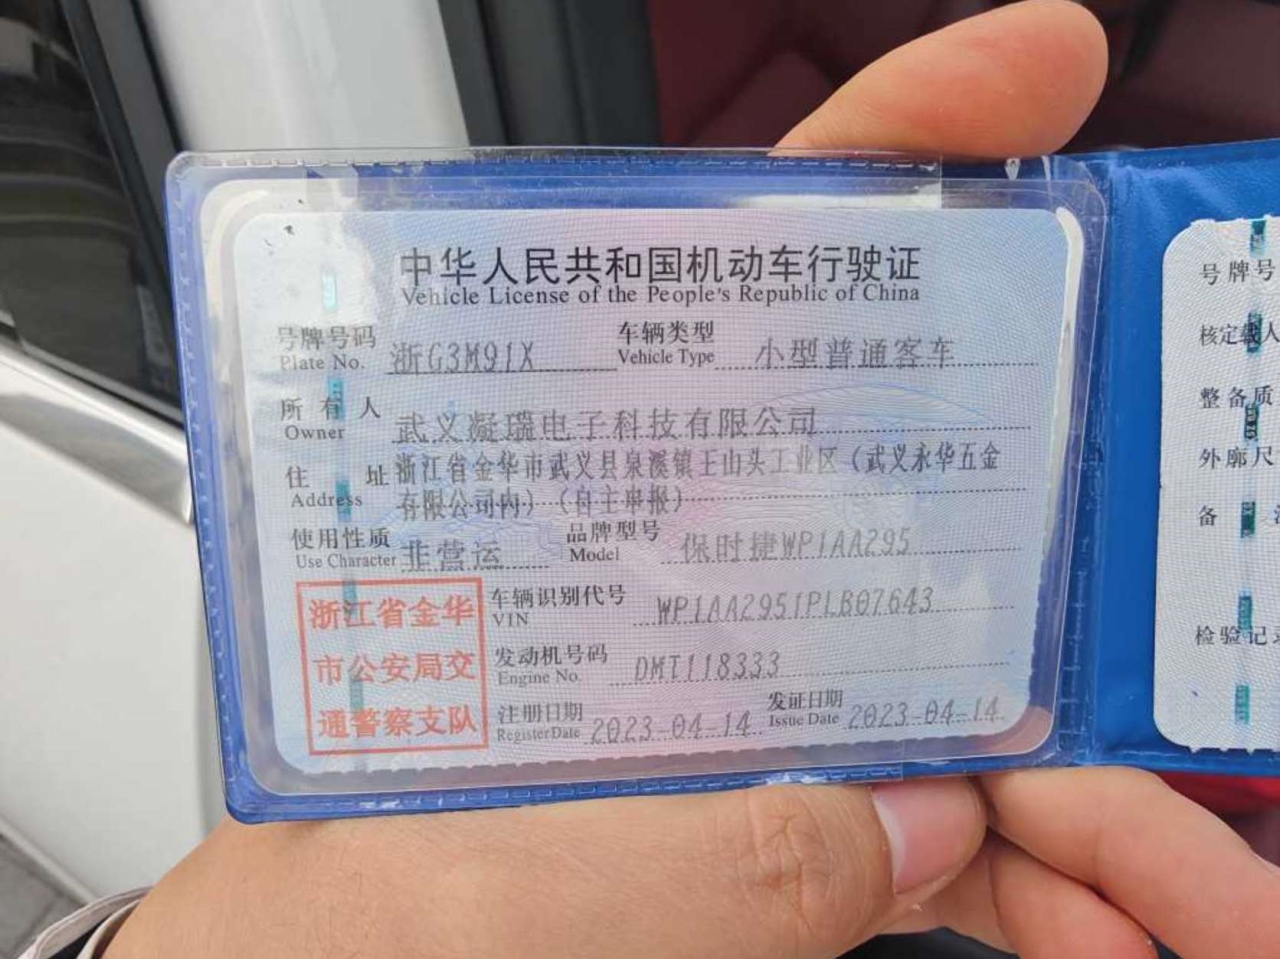 中华人民共和国机动车行驶证
Vehicle License of the People's Republic of China
号牌号码 Plate No. 浙G3M91X 车辆类型 Vehicle Type 小型普通客车
所有人 Owner 武义凝瑞电子科技有限公司
住址 Address 浙江省金华市武义县泉溪镇王山头工业区(武义永华五金
有限公司内)(自主申报)
使用性质 Use Character 非营运 品牌型号 Model 保时捷WP1AA295
车辆识别代号 VIN WP1AA2951PLB07643
发动机号码 Engine No. DMT118333
注册日期 Register Date 2023-04-14 发证日期 Issue Date 2023-04-14
浙江省金华
市公安局交
通警察支队
号牌号
核定载人
整备质
外廓尺
备
检验记